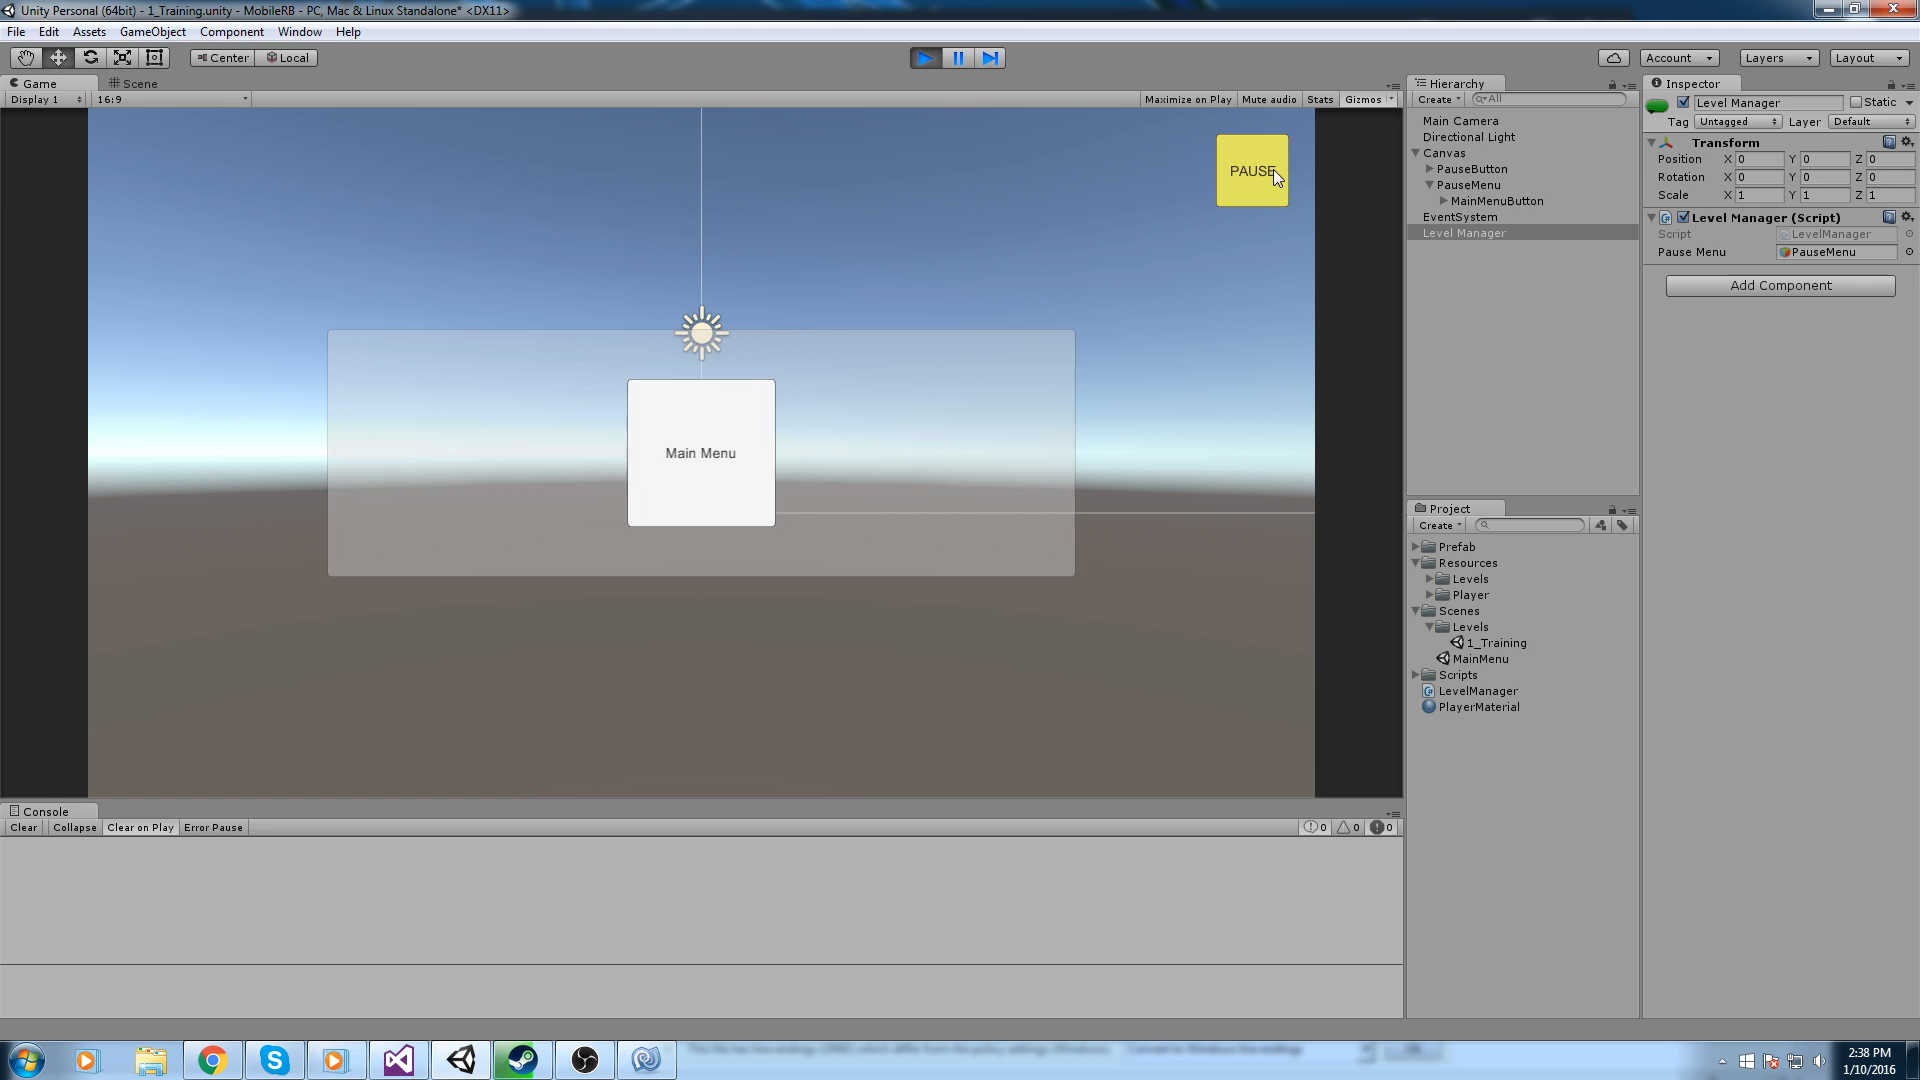 Unity Personal (64bit) - 1_Training.unity - MobileRB - PC, Mac & Linux Standalone* <DX11>
File Edit Assets GameObject Component Window Help
Center Local Account Layers Layout
Game Scene Hierarchy Inspector
Display 1 16:9 Maximize on Play Mute audio Stats Gizmos Create All Level Manager Static
Tag Untagged Layer Default
Main Camera
Directional Light
Canvas
PauseButton
PauseMenu
MainMenuButton
EventSystem
Level Manager
Transform
Position X 0 Y 0 Z 0
Rotation X 0 Y 0 Z 0
Scale X 1 Y 1 Z 1
Level Manager (Script)
Script LevelManager
Pause Menu PauseMenu
Add Component
PAUSE
Main Menu
Project
Create
Prefab
Resources
Levels
Player
Scenes
Levels
1_Training
MainMenu
Scripts
LevelManager
PlayerMaterial
Console
Clear Collapse Clear on Play Error Pause 0 0 0
2:38 PM
1/10/2016